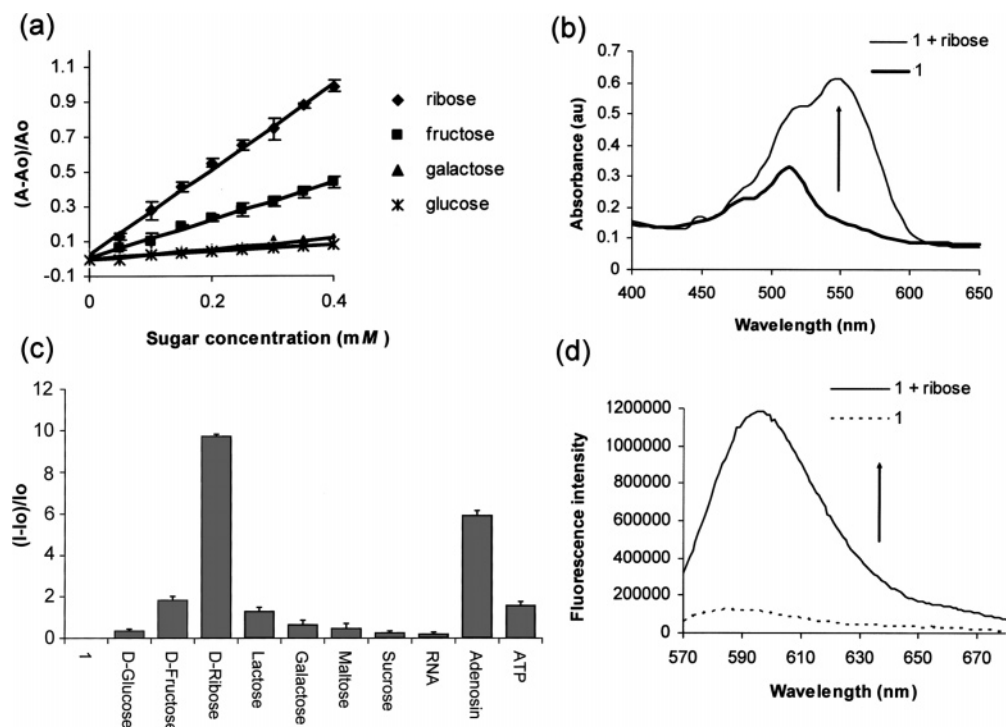 (a)
(A-Ao)/Ao
1.1
0.9
0.7
0.5
0.3
0.1
-0.1
0
0.2
0.4
Sugar concentration (mM)
ribose
fructose
galactose
glucose
(b)
1 + ribose
1
Absorbance (au)
0.7
0.6
0.5
0.4
0.3
0.2
0.1
0
400
450
500
550
600
650
Wavelength (nm)
(c)
(I-Io)/Io
12
10
8
6
4
2
0
1
D-Glucose
D-Fructose
D-Ribose
Lactose
Galactose
Maltose
Sucrose
RNA
Adenosin
ATP
(d)
1 + ribose
1
Fluorescence intensity
1200000
1000000
800000
600000
400000
200000
0
570
590
610
630
650
670
Wavelength (nm)